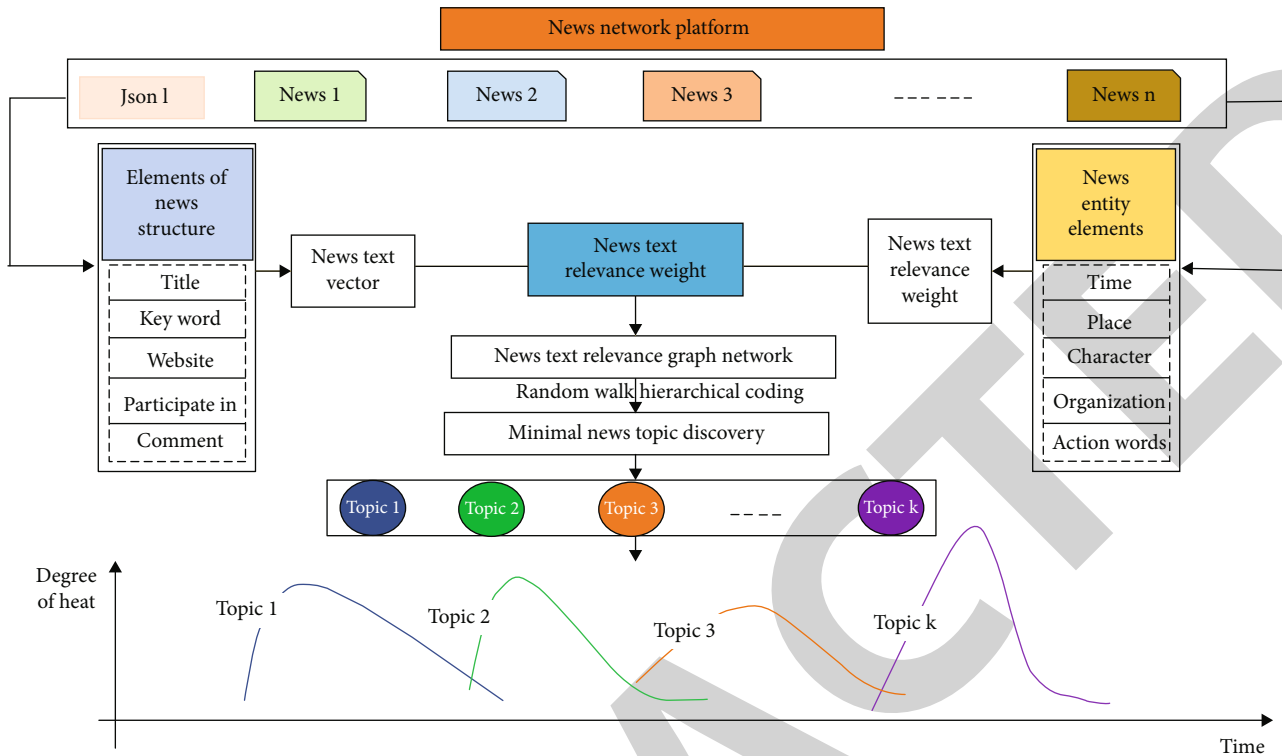 News network platform
Json l
News 1
News 2
News 3
News n
Elements of
news
structure
Title
Key word
Website
Participate in
Comment
News text
vector
News text
relevance weight
News text
relevance
weight
News
entity
elements
Time
Place
Character
Organization
Action words
News text relevance graph network
Random walk hierarchical coding
Minimal news topic discovery
Topic 1
Topic 2
Topic 3
Topic k
Degree
of heat
Topic 1
Topic 2
Topic 3
Topic k
Time
ACTED